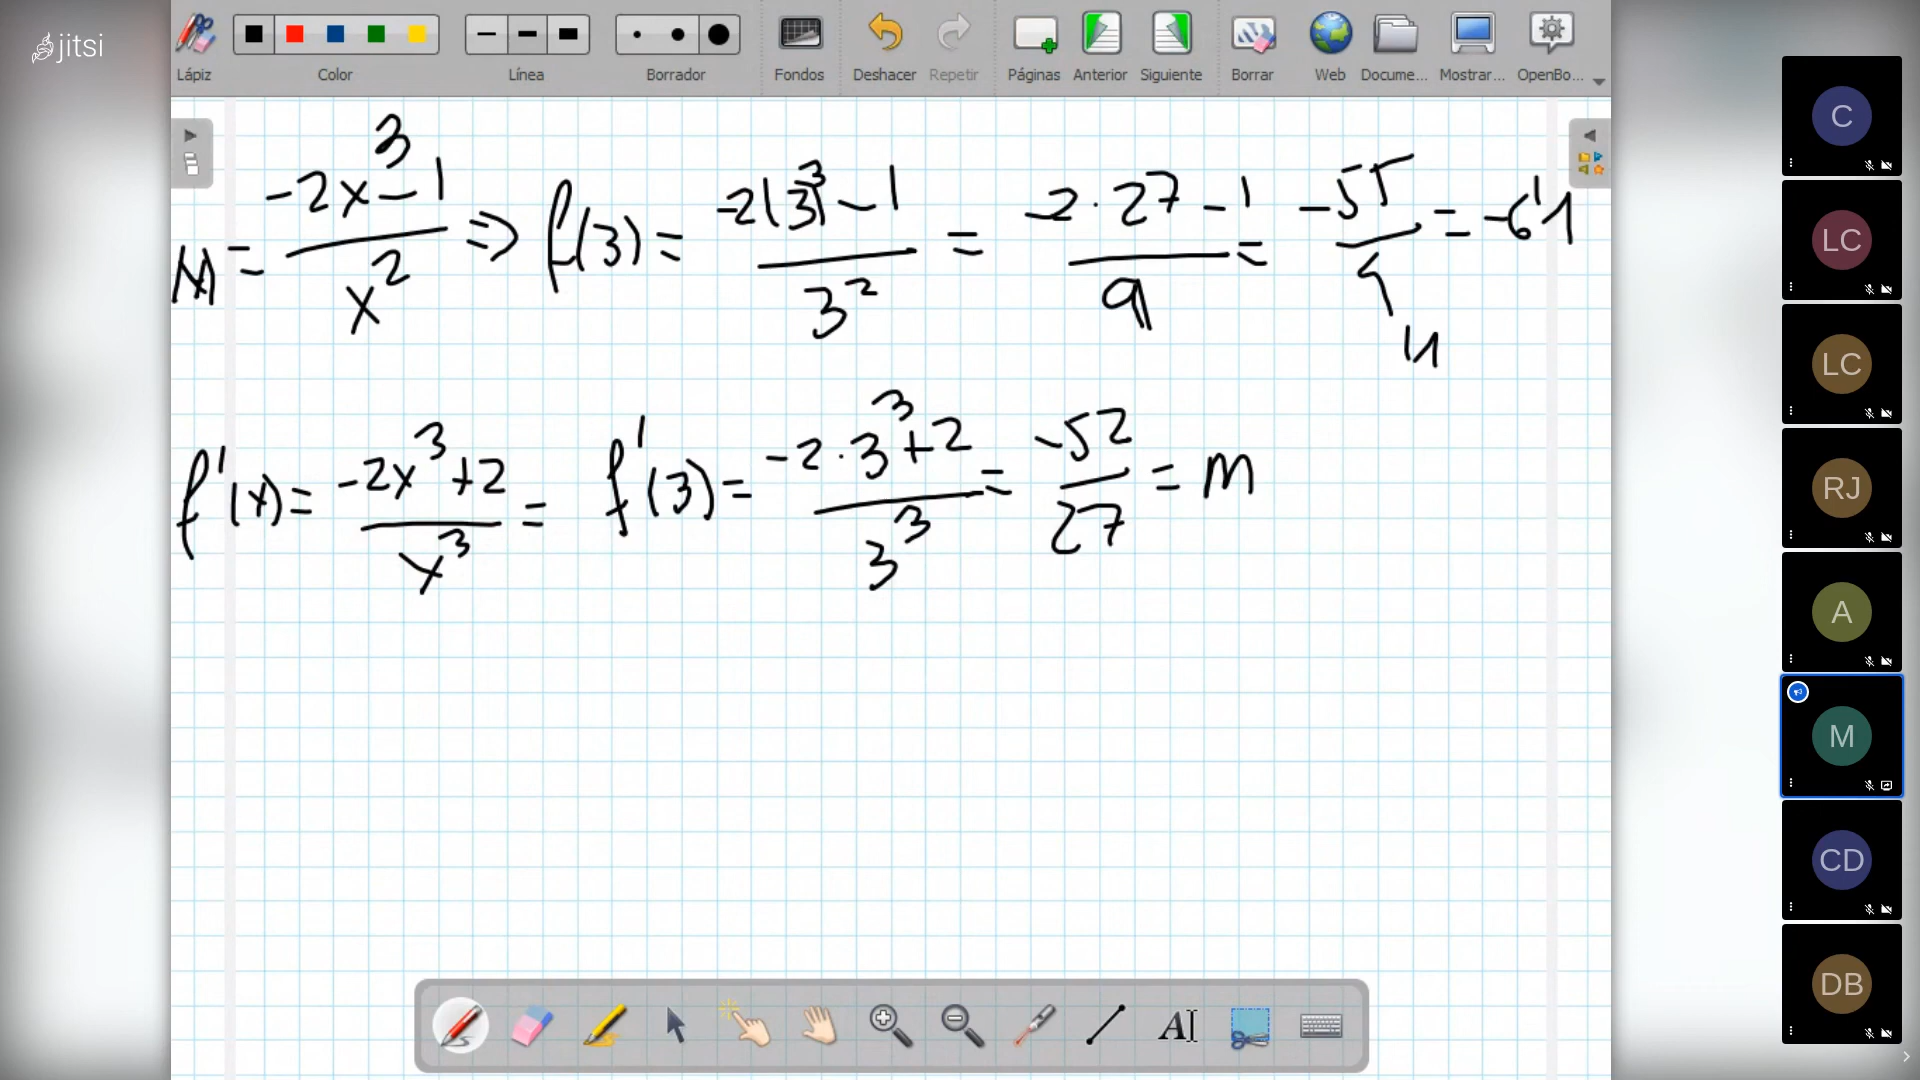 jitsi
Lápiz Color Línea Borrador Fondos Deshacer Repetir Páginas Anterior Siguiente Borrar Web Docume... Mostrar... OpenBo...
(x) = (-2x³-1)/x² ⇒ f(3) = (-2(3)³-1)/3² = (-2·27-1)/9 = -55/9 = -6'1
y
f'(x) = (-2x³+2)/x³ = f'(3) = (-2·3³+2)/3³ = -52/27 = m
C
LC
LC
RJ
A
M
CD
DB